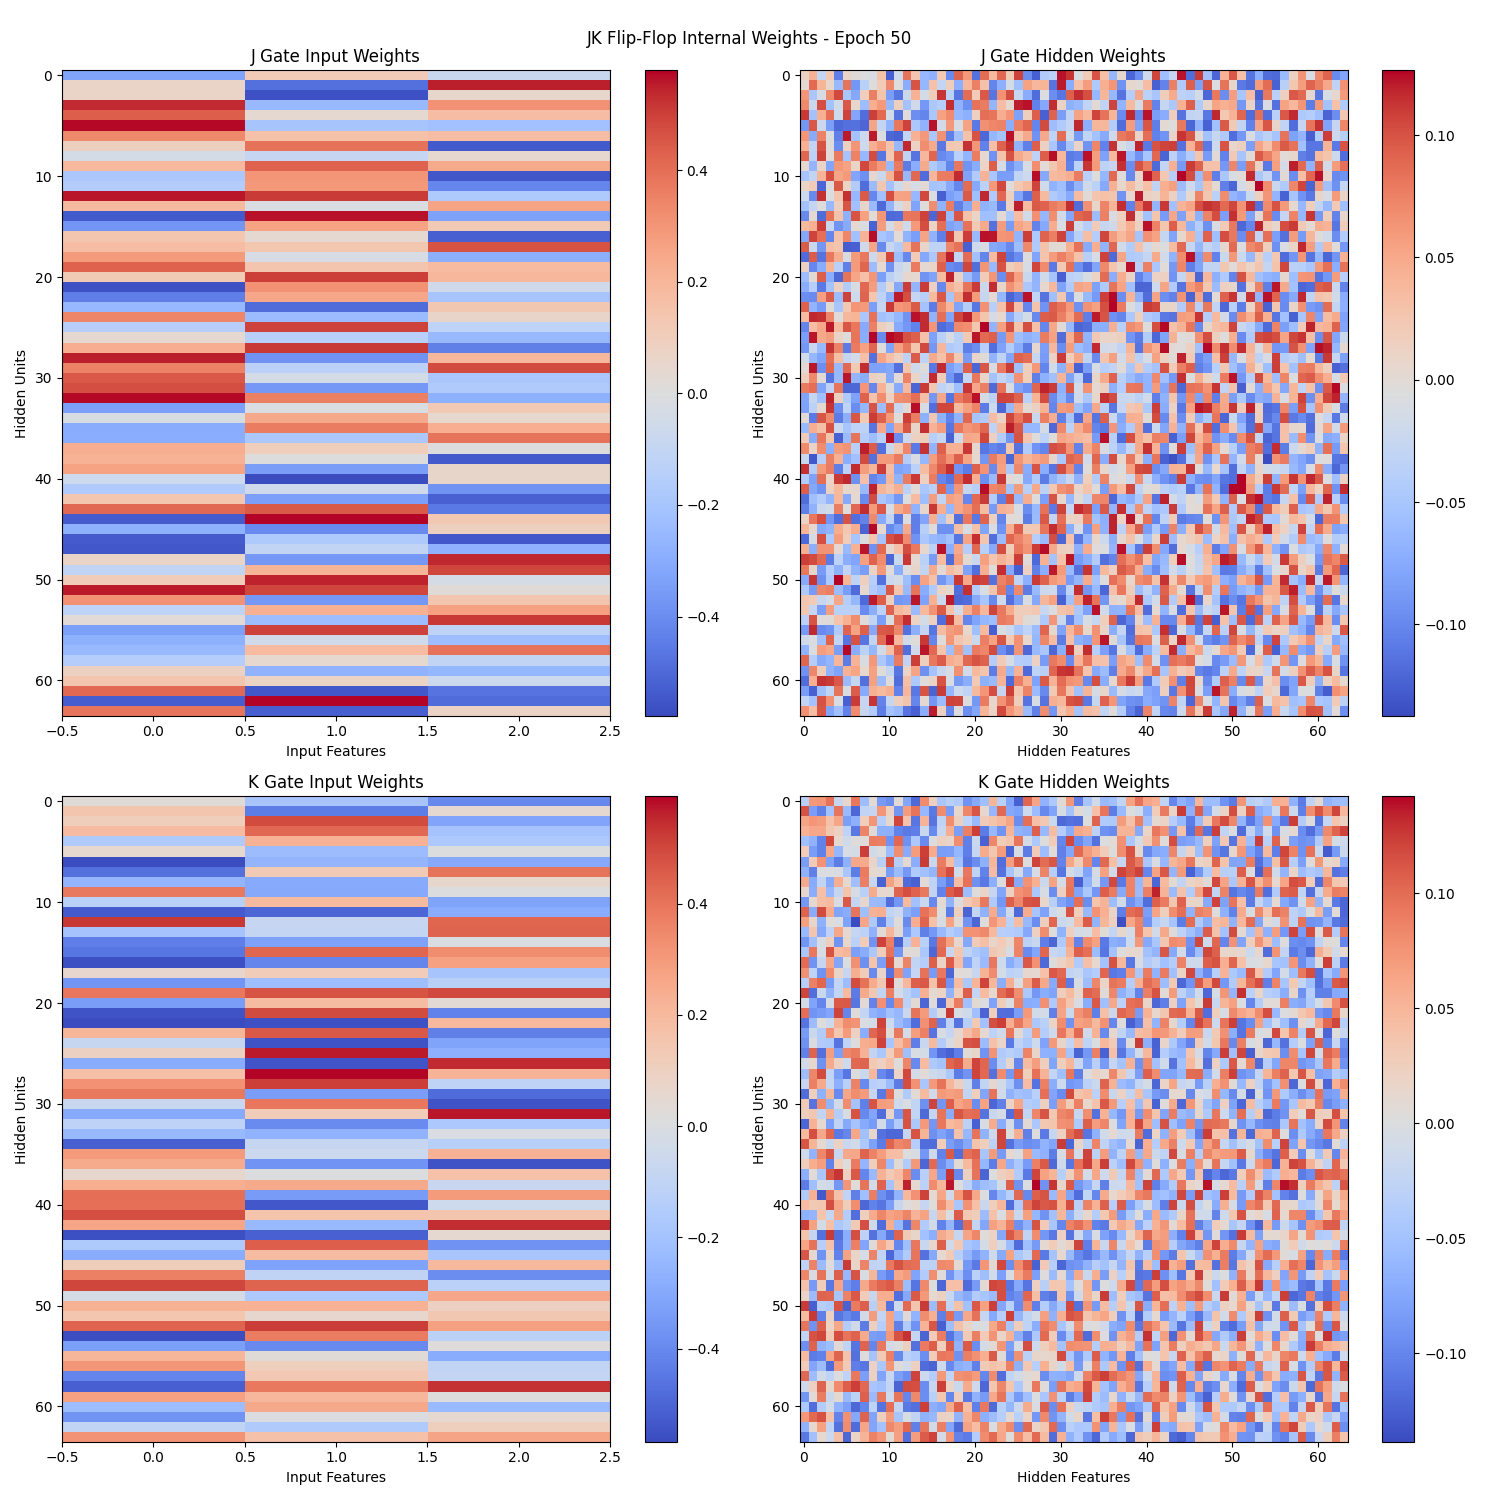 JK Flip-Flop Internal Weights - Epoch 50
J Gate Input Weights
Hidden Units
0
10
20
30
40
50
60
−0.5 0.0 0.5 1.0 1.5 2.0 2.5
Input Features
0.4
0.2
0.0
−0.2
−0.4
J Gate Hidden Weights
Hidden Units
0
10
20
30
40
50
60
0 10 20 30 40 50 60
Hidden Features
0.10
0.05
0.00
−0.05
−0.10
K Gate Input Weights
Hidden Units
0
10
20
30
40
50
60
−0.5 0.0 0.5 1.0 1.5 2.0 2.5
Input Features
0.4
0.2
0.0
−0.2
−0.4
K Gate Hidden Weights
Hidden Units
0
10
20
30
40
50
60
0 10 20 30 40 50 60
Hidden Features
0.10
0.05
0.00
−0.05
−0.10